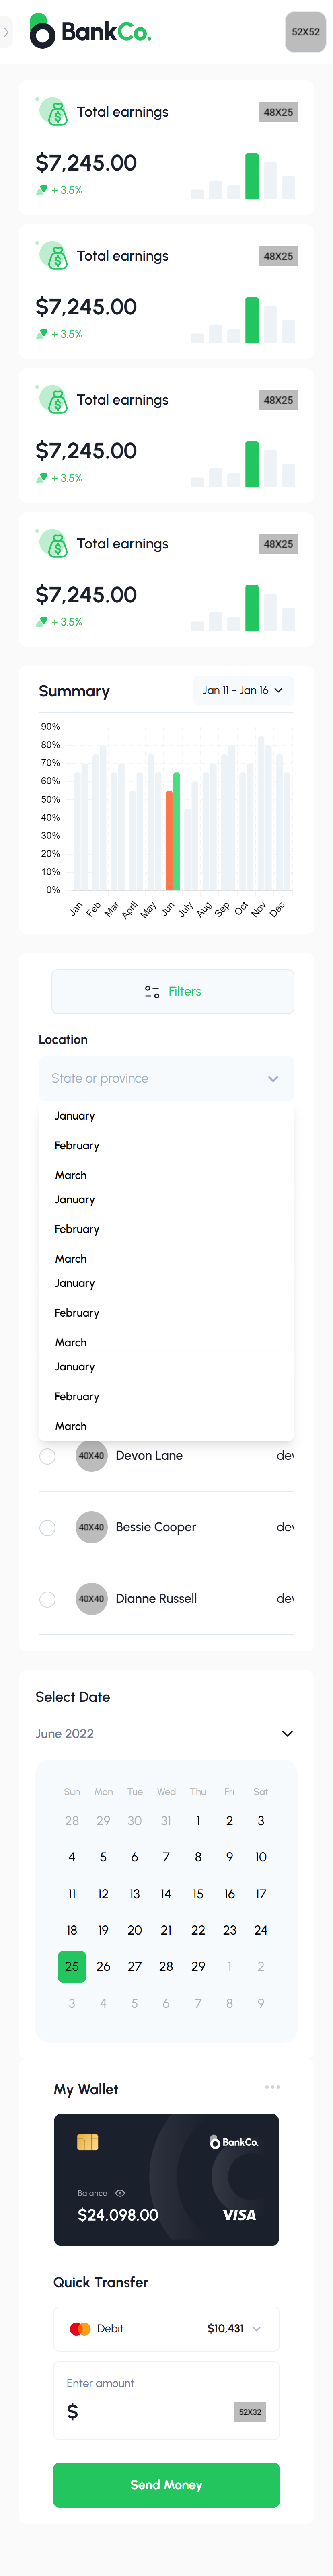 BankCo.
52X52
Total earnings
48X25
$7,245.00
+ 3.5%
Total earnings
48X25
$7,245.00
+ 3.5%
Total earnings
48X25
$7,245.00
+ 3.5%
Total earnings
48X25
$7,245.00
+ 3.5%
Summary
Jan 11 - Jan 16
90%
80%
70%
60%
50%
40%
30%
20%
10%
0%
Jan Feb Mar April May Jun July Aug Sep Oct Nov Dec
Filters
Location
State or province
January
February
March
January
February
March
January
February
March
January
February
March
40X40 Devon Lane dev
40X40 Bessie Cooper dev
40X40 Dianne Russell dev
Select Date
June 2022
Sun Mon Tue Wed Thu Fri Sat
28 29 30 31 1 2 3
4 5 6 7 8 9 10
11 12 13 14 15 16 17
18 19 20 21 22 23 24
25 26 27 28 29 1 2
3 4 5 6 7 8 9
My Wallet
BankCo.
Balance
$24,098.00
VISA
Quick Transfer
Debit $10,431
Enter amount
$
52X32
Send Money